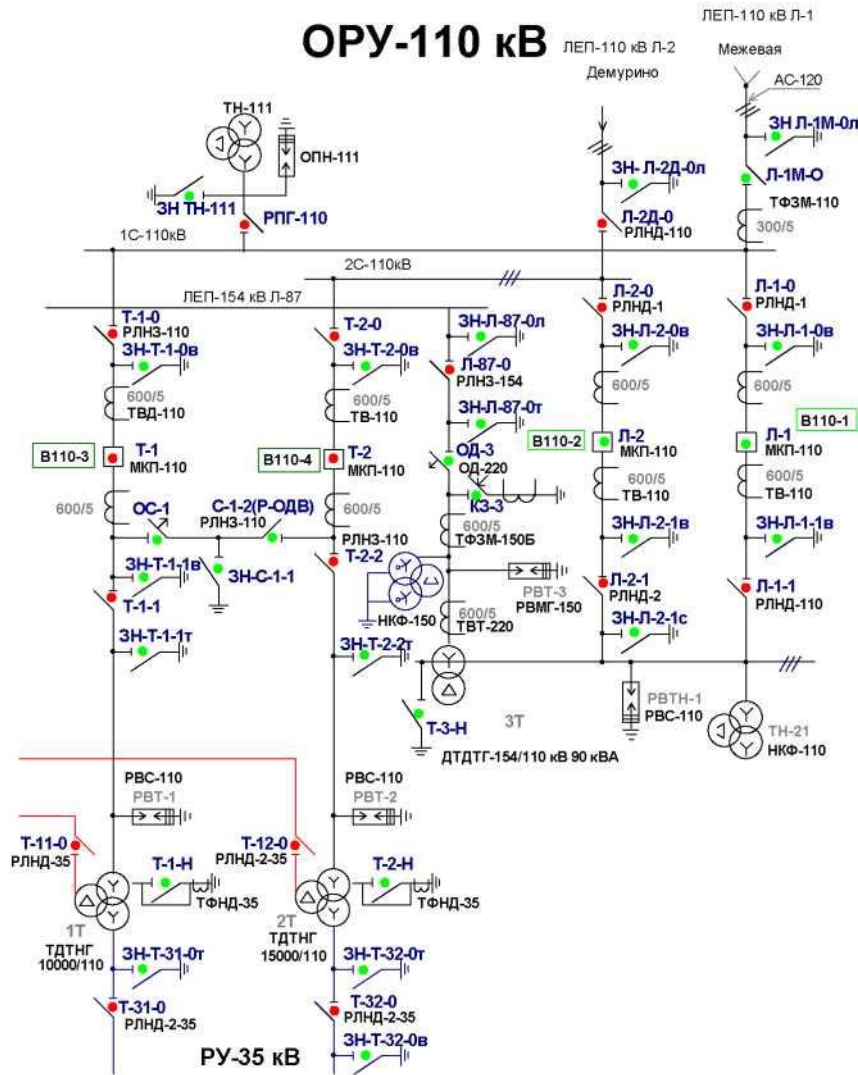 ОРУ-110 кВ
ЛЕП-110 кВ Л-1
ЛЕП-110 кВ Л-2
Межевая
Демурино
АС-120
ТН-111
ОПН-111
ЗН Л-1М-0л
ЗН- Л-2Д-0л
Л-1М-О
ЗН ТН-111
РПГ-110
Л-2Д-0
РЛНД-110
ТФЗМ-110
300/5
1С-110кВ
2С-110кВ
ЛЕП-154 кВ Л-87
Т-1-0
РЛНЗ-110
Т-2-0
ЗН-Л-87-0л
Л-2-0
РЛНД-1
Л-1-0
РЛНД-1
ЗН-Т-1-0в
ЗН-Т-2-0в
Л-87-0
РЛНЗ-154
ЗН-Л-2-0в
ЗН-Л-1-0в
600/5
ТВД-110
600/5
ТВ-110
ЗН-Л-87-0т
600/5
600/5
В110-3
Т-1
МКП-110
В110-4
Т-2
МКП-110
ОД-3
ОД-220
В110-2
Л-2
МКП-110
В110-1
Л-1
МКП-110
600/5
ОС-1
С-1-2(Р-ОДВ)
РЛНЗ-110
600/5
КЗ-3
600/5
ТФЗМ-150Б
600/5
ТВ-110
600/5
ТВ-110
РЛНЗ-110
Т-2-2
ЗН-Л-2-1в
ЗН-Л-1-1в
ЗН-Т-1-1в
ЗН-С-1-1
Т-1-1
НКФ-150
РВТ-3
РВМГ-150
Л-2-1
РЛНД-2
Л-1-1
РЛНД-110
600/5
ТВТ-220
ЗН-Т-1-1т
ЗН-Т-2-2т
ЗН-Л-2-1с
Т-3-Н
3Т
РВТН-1
РВС-110
ТН-21
НКФ-110
ДТДТГ-154/110 кВ 90 кВА
РВС-110
РВТ-1
РВС-110
РВТ-2
Т-11-0
РЛНД-35
Т-12-0
РЛНД-2-35
Т-1-Н
ТФНД-35
Т-2-Н
ТФНД-35
1Т
ТДТНГ
10000/110
2Т
ТДТНГ
15000/110
ЗН-Т-31-0т
ЗН-Т-32-0т
Т-31-0
РЛНД-2-35
Т-32-0
РЛНД-2-35
РУ-35 кВ
ЗН-Т-32-0в